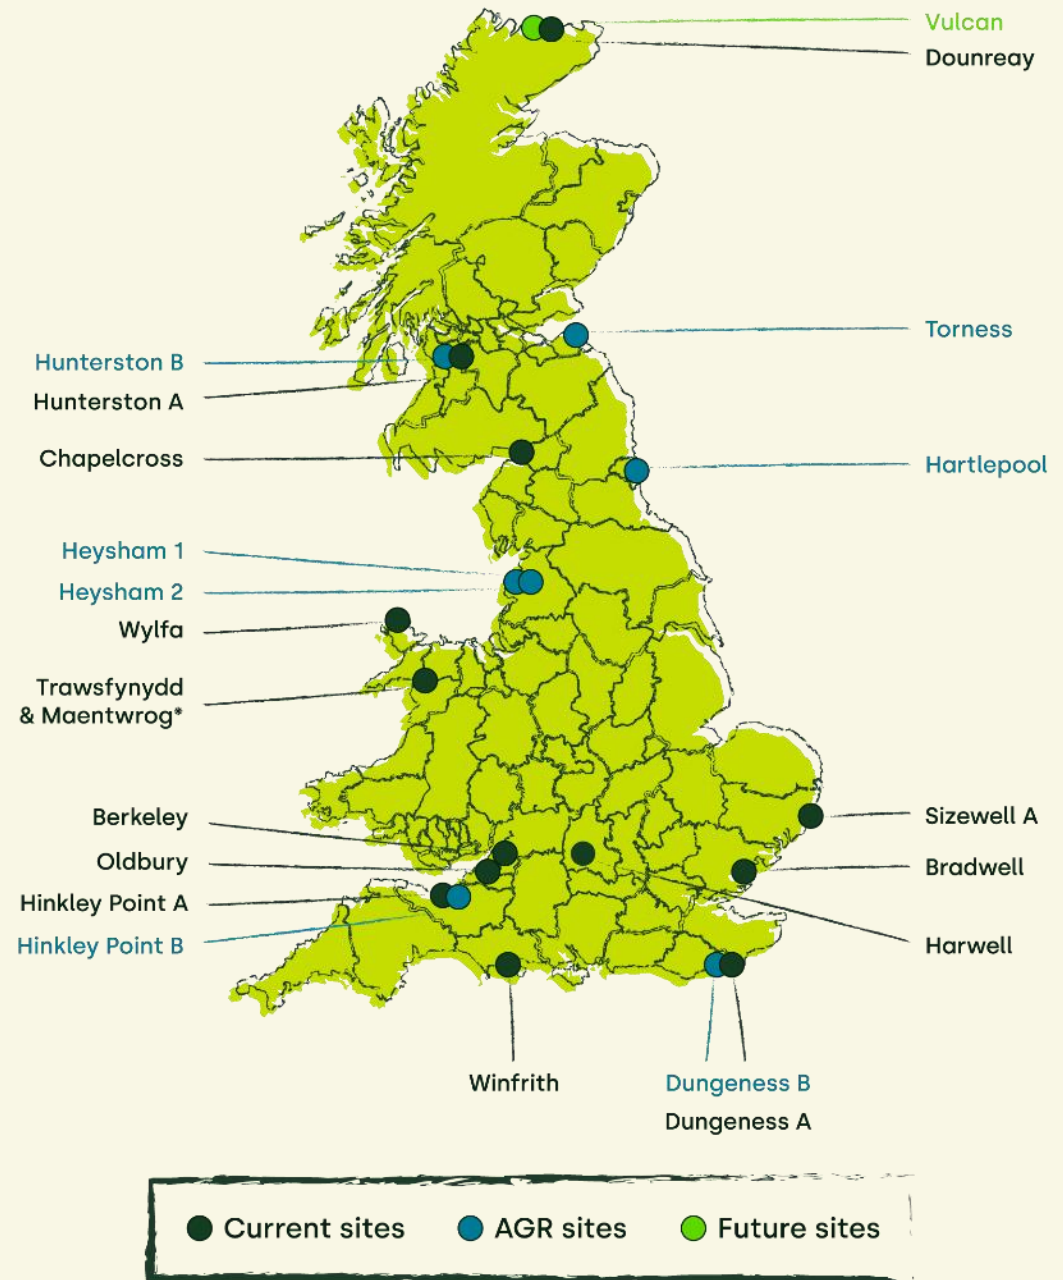 Vulcan
Dounreay
Torness
Hunterston B
Hunterston A
Chapelcross
Hartlepool
Heysham 1
Heysham 2
Wylfa
Trawsfynydd
& Maentwrog*
Berkeley
Sizewell A
Oldbury
Bradwell
Hinkley Point A
Hinkley Point B
Harwell
Winfrith
Dungeness B
Dungeness A
Current sites
AGR sites
Future sites